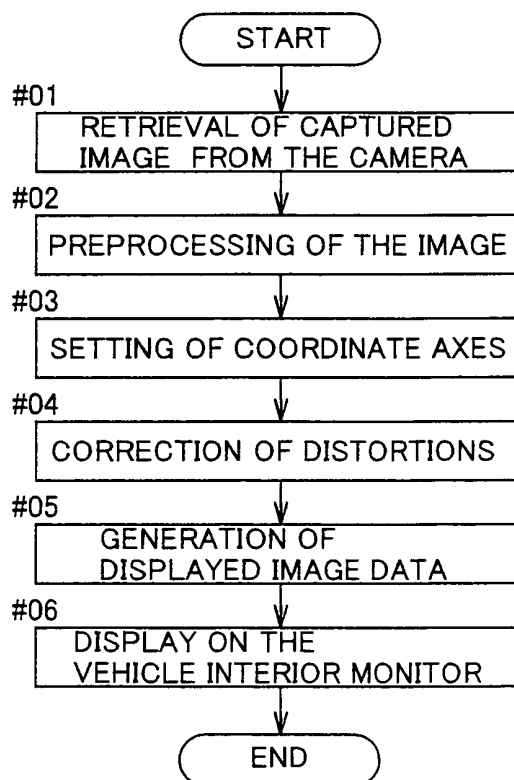 START
#01
RETRIEVAL OF CAPTURED
IMAGE FROM THE CAMERA
#02
PREPROCESSING OF THE IMAGE
#03
SETTING OF COORDINATE AXES
#04
CORRECTION OF DISTORTIONS
#05
GENERATION OF
DISPLAYED IMAGE DATA
#06
DISPLAY ON THE
VEHICLE INTERIOR MONITOR
END